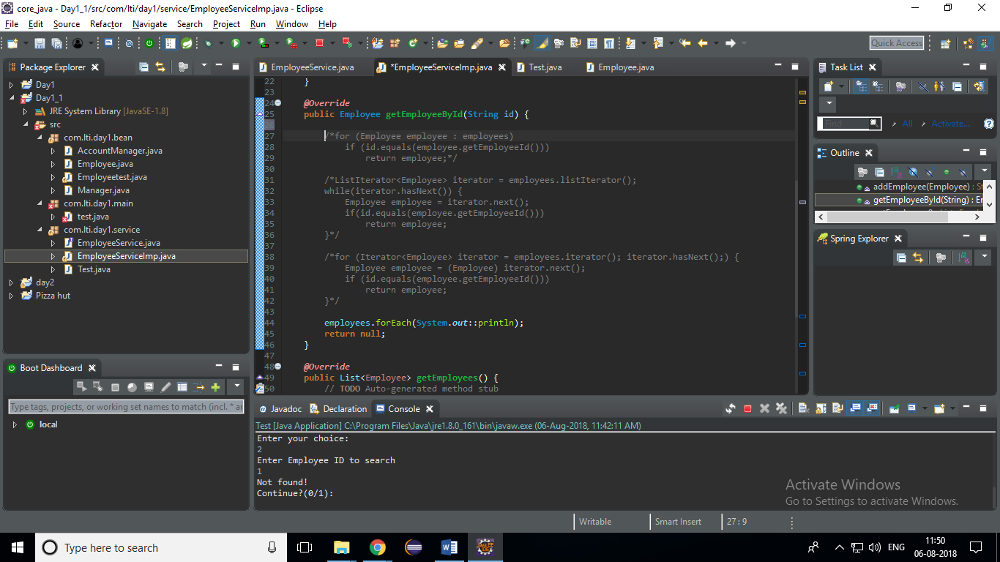 core_java - Day1_1/src/com/lti/day1/service/EmployeeServiceImp.java - Eclipse
File Edit Source Refactor Navigate Search Project Run Window Help
Quick Access
Package Explorer
Day1
Day1_1
JRE System Library [JavaSE-1.8]
src
com.lti.day1.bean
AccountManager.java
Employee.java
Employeetest.java
Manager.java
com.lti.day1.main
test.java
com.lti.day1.service
EmployeeService.java
EmployeeServiceImp.java
Test.java
day2
Pizza hut
Boot Dashboard
Type tags, projects, or working set names to match (incl. * ar
local
EmployeeService.java *EmployeeServiceImp.java Test.java Employee.java
22 }
23
24 @Override
25 public Employee getEmployeeById(String id) {
26
27 /*for (Employee employee : employees)
28 if (id.equals(employee.getEmployeeId()))
29 return employee;*/
30
31 /*ListIterator<Employee> iterator = employees.listIterator();
32 while(iterator.hasNext()) {
33 Employee employee = iterator.next();
34 if(id.equals(employee.getEmployeeId()))
35 return employee;
36 }*/
37
38 /*for (Iterator<Employee> iterator = employees.iterator(); iterator.hasNext();) {
39 Employee employee = (Employee) iterator.next();
40 if (id.equals(employee.getEmployeeId()))
41 return employee;
42 }*/
43
44 employees.forEach(System.out::println);
45 return null;
46 }
47
48 @Override
49 public List<Employee> getEmployees() {
50 // TODO Auto-generated method stub
Javadoc Declaration Console
Test [Java Application] C:\Program Files\Java\jre1.8.0_161\bin\javaw.exe (06-Aug-2018, 11:42:11 AM)
Enter your choice:
2
Enter Employee ID to search
1
Not found!
Continue?(0/1):
Task List
Find All Activate...
Outline
addEmployee(Employee) : St
getEmployeeById(String) : Er
Spring Explorer
Activate Windows
Go to Settings to activate Windows.
Writable Smart Insert 27 : 9
Type here to search
ENG
11:50
06-08-2018